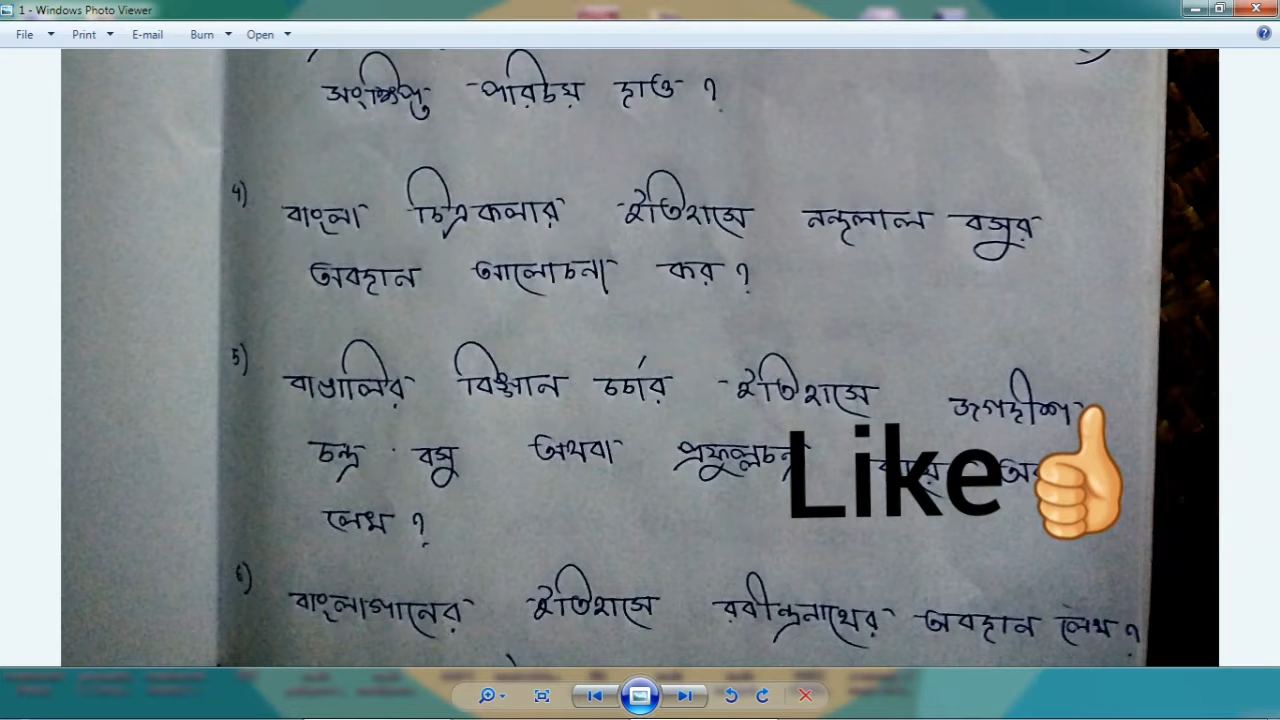 1 - Windows Photo Viewer
File Print E-mail Burn Open
সংক্ষিপ্ত পরিচয় দাও ?
4) বাংলা চিত্রকলার ইতিহাসে নন্দলাল বসুর
অবদান আলোচনা কর ?
5) বাঙালির বিজ্ঞান চর্চার ইতিহাসে জগদীশ
চন্দ্র বসু অথবা প্রফুল্লচন্দ্র
Like
লেখ ?
6) বাংলাগানের ইতিহাসে রবীন্দ্রনাথের অবদান লেখ ?